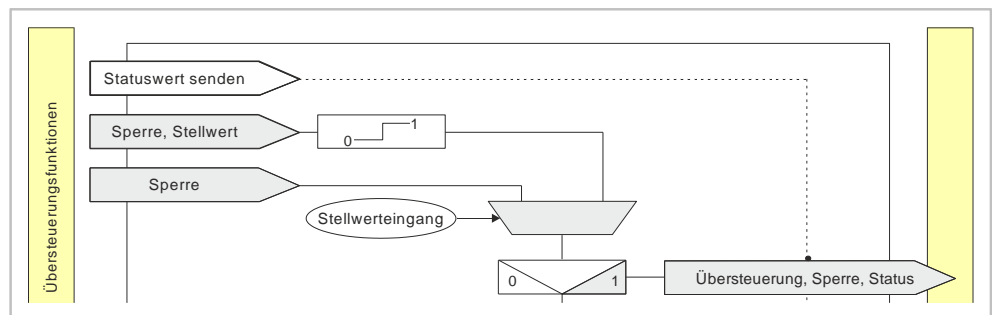 Übersteuerungsfunktionen
Statuswert senden
Sperre, Stellwert
0
1
Sperre
Stellwerteingang
0
1
Übersteuerung, Sperre, Status